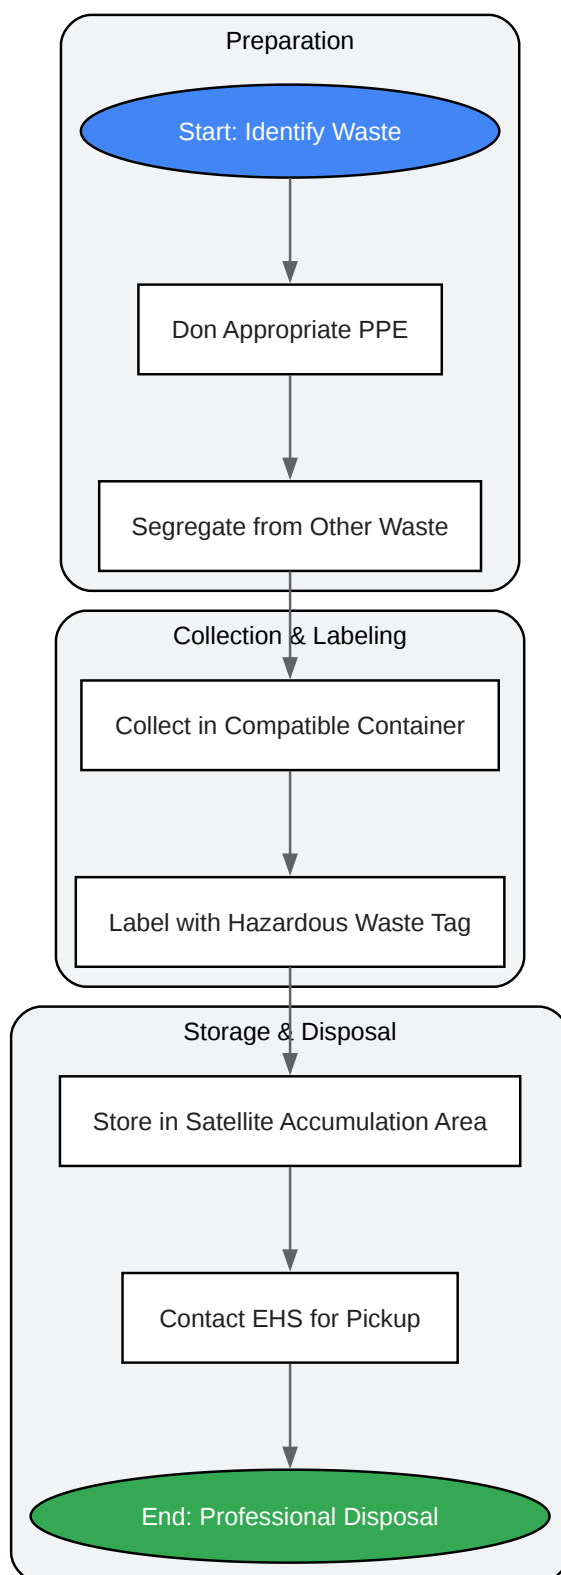 Preparation
Start: Identify Waste
Don Appropriate PPE
Segregate from Other Waste
Collection & Labeling
Collect in Compatible Container
Label with Hazardous Waste Tag
Storage & Disposal
Store in Satellite Accumulation Area
Contact EHS for Pickup
End: Professional Disposal